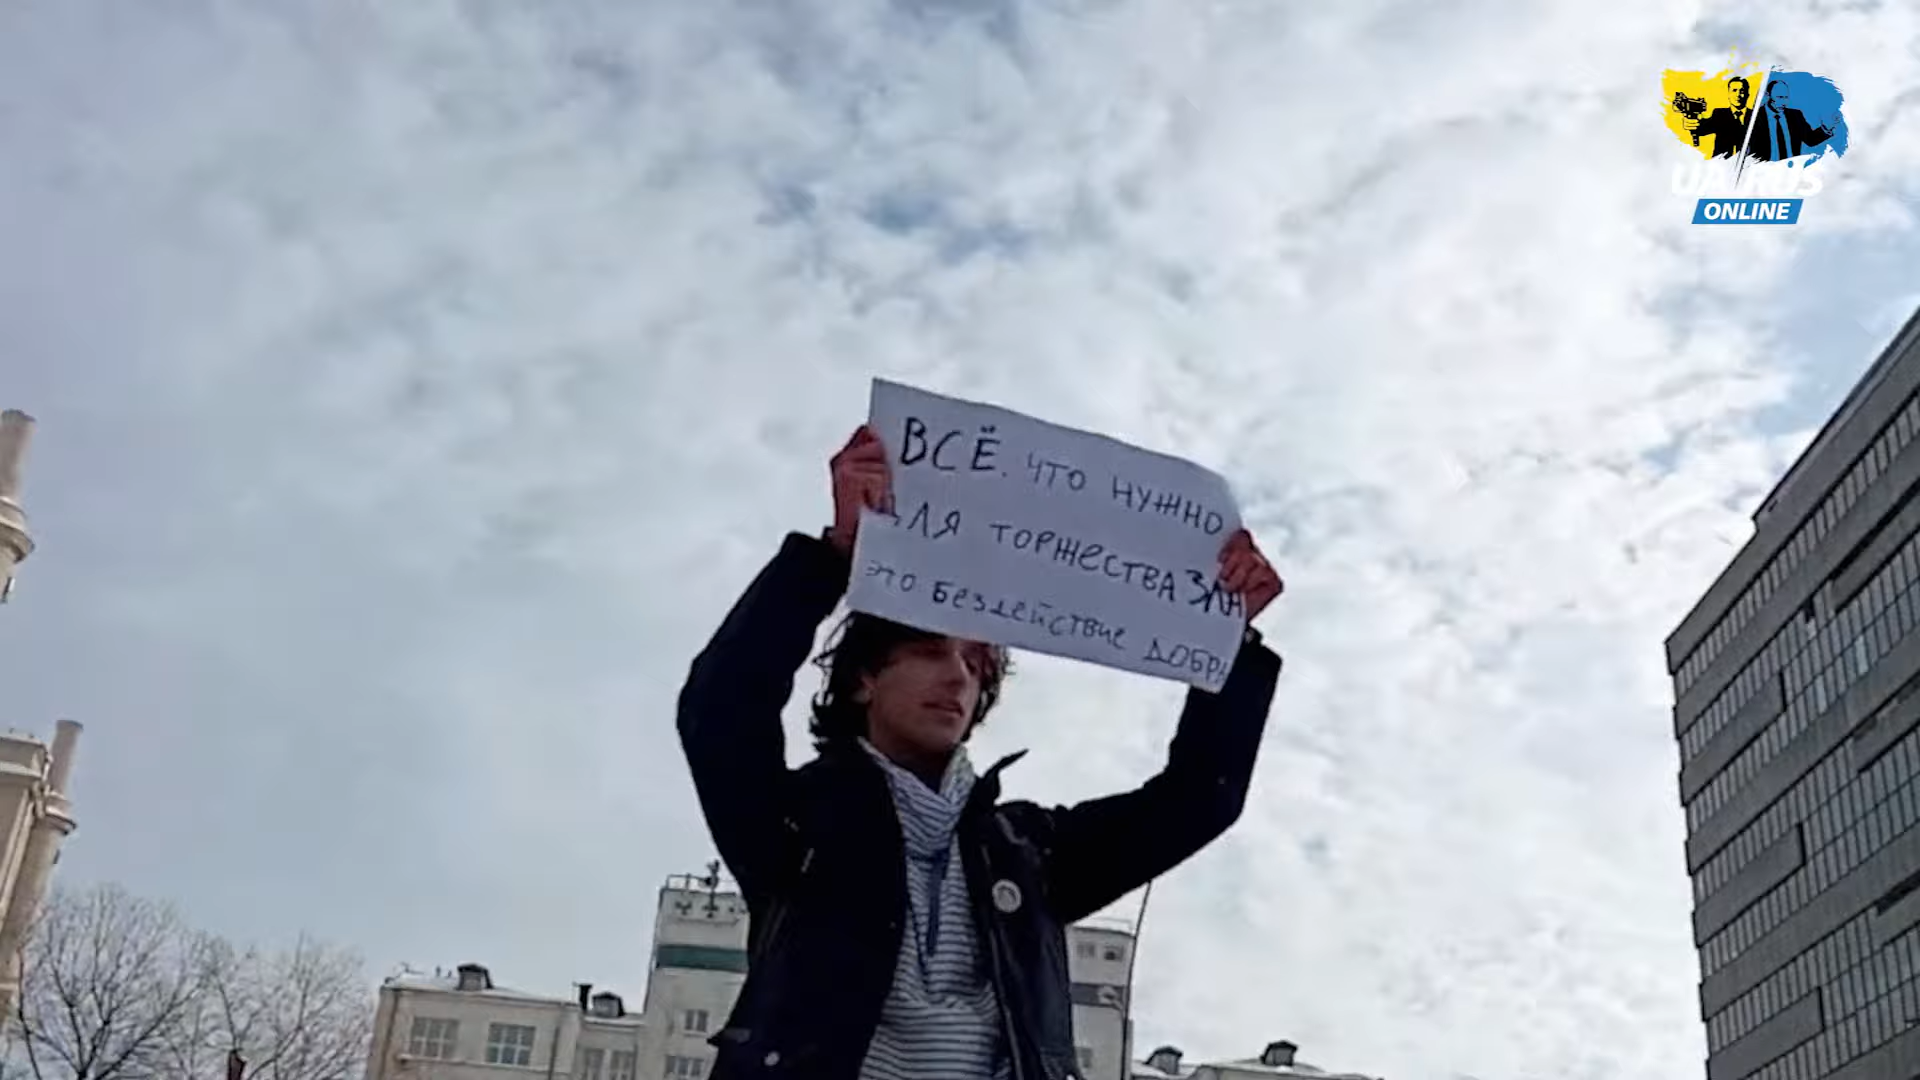 UA/RUS
ONLINE
ВСЁ. ЧТО НУЖНО
ДЛЯ ТОРЖЕСТВА ЗЛА
это Бездействие ДОБРА